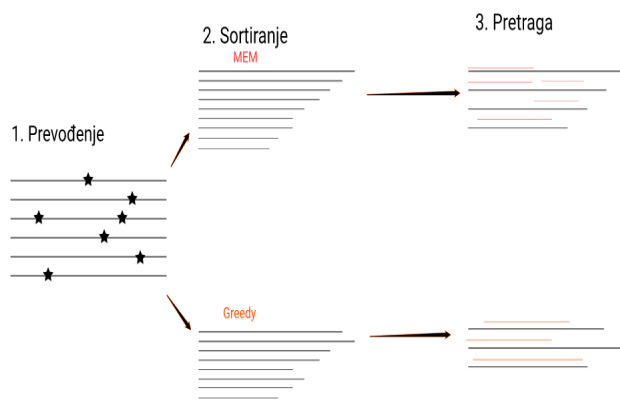 1. Prevođenje
2. Sortiranje
MEM
3. Pretraga
Greedy